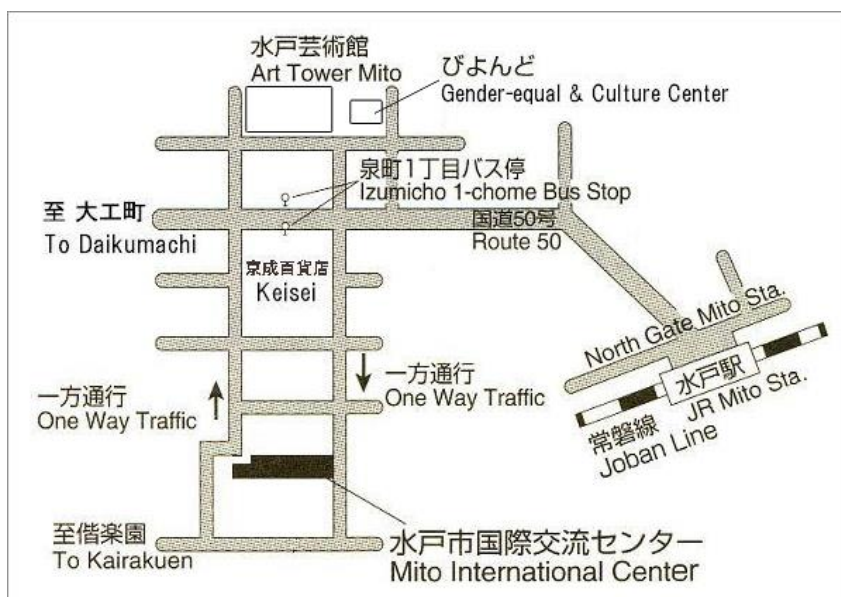 水戸芸術館
Art Tower Mito
びよんど
Gender-equal & Culture Center
泉町1丁目バス停
Izumicho 1-chome Bus Stop
至 大工町
To Daikumachi
国道50号
Route 50
京成百貨店
Keisei
North Gate Mito Sta.
水戸駅
JR Mito Sta.
常磐線
Joban Line
一方通行
One Way Traffic
一方通行
One Way Traffic
至偕楽園
To Kairakuen
水戸市国際交流センター
Mito International Center